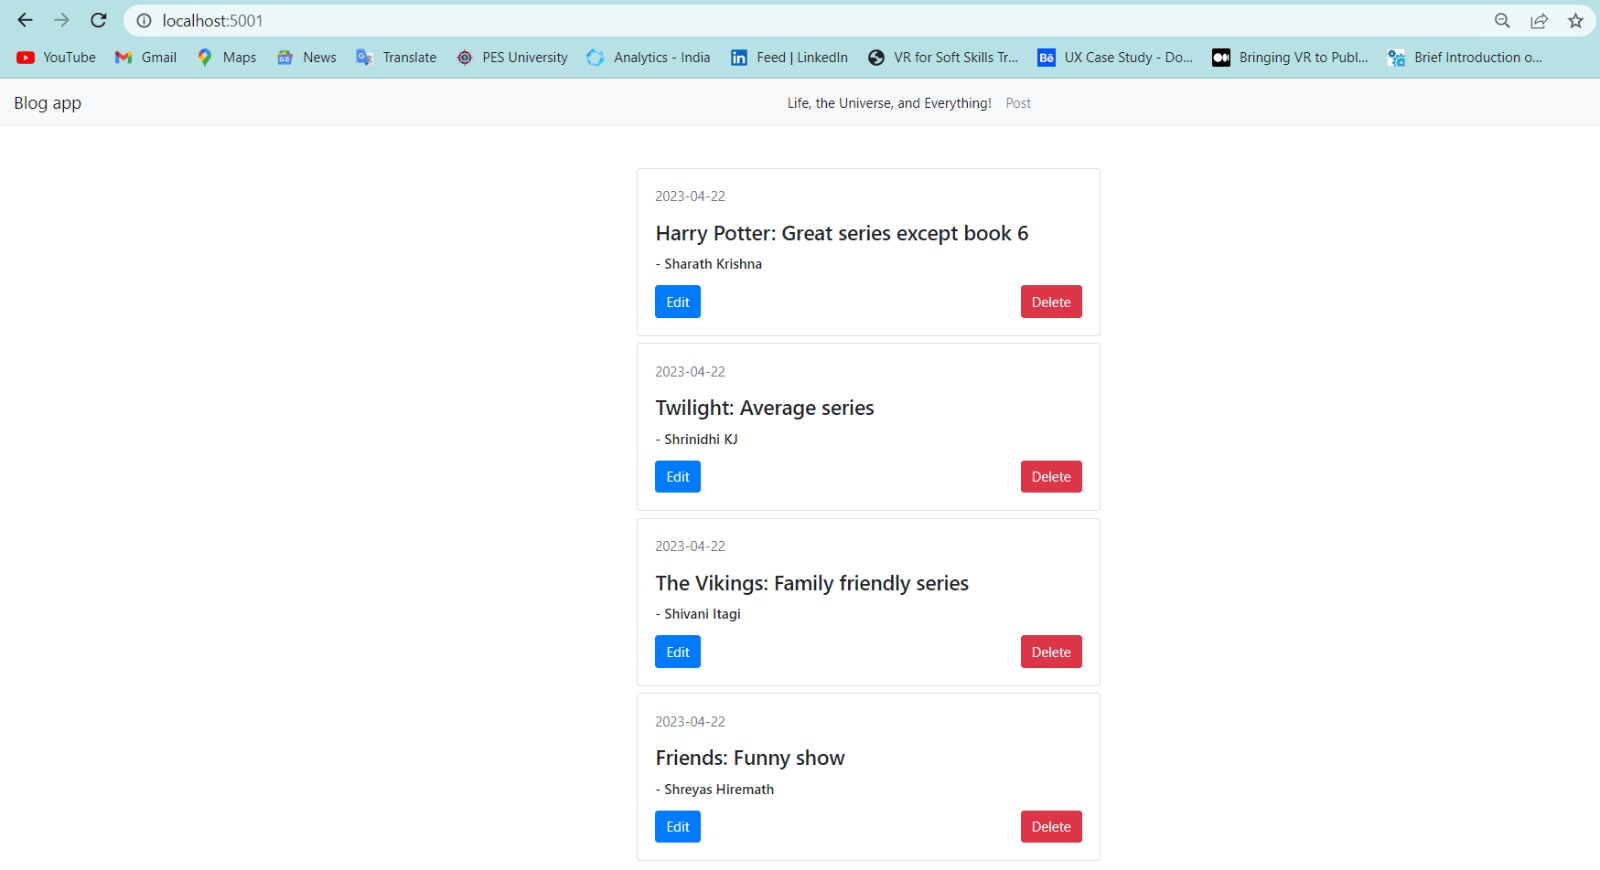 localhost:5001
YouTube Gmail Maps News Translate PES University Analytics - India Feed | LinkedIn VR for Soft Skills Tr... UX Case Study - Do... Bringing VR to Publ... Brief Introduction o...
Blog app Life, the Universe, and Everything! Post
2023-04-22
Harry Potter: Great series except book 6
- Sharath Krishna
Edit Delete
2023-04-22
Twilight: Average series
- Shrinidhi KJ
Edit Delete
2023-04-22
The Vikings: Family friendly series
- Shivani Itagi
Edit Delete
2023-04-22
Friends: Funny show
- Shreyas Hiremath
Edit Delete